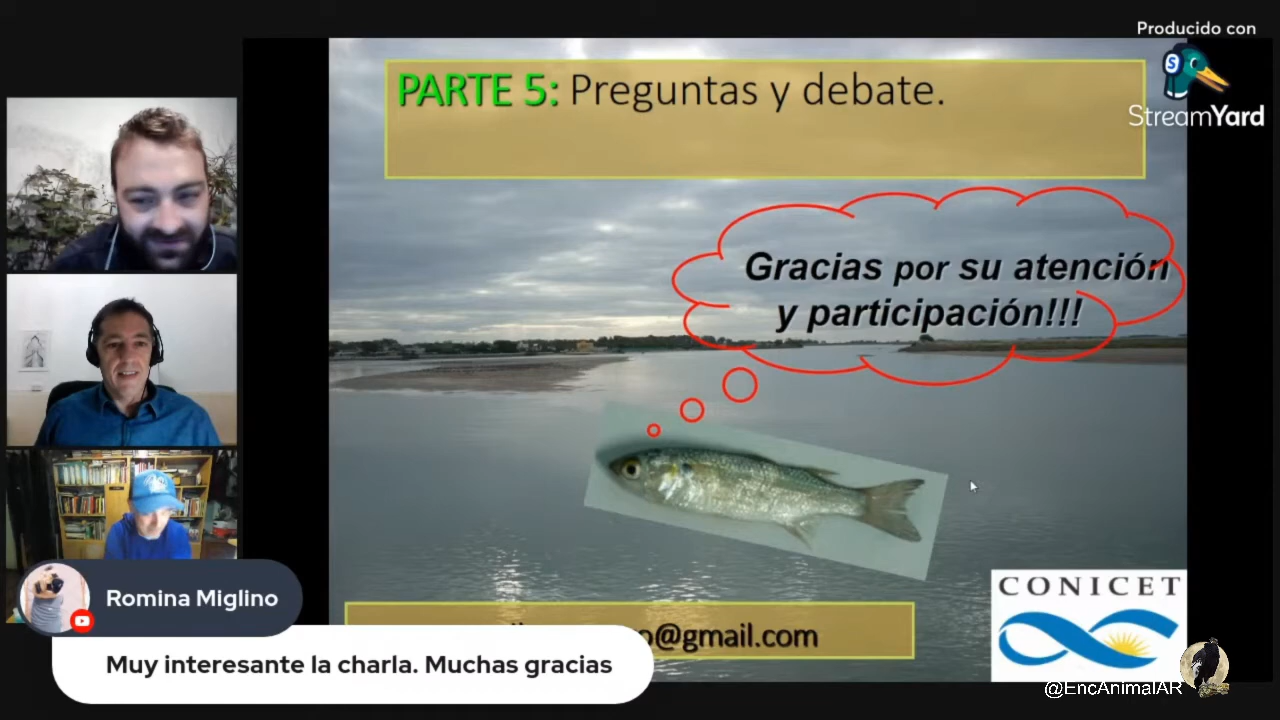 Producido con
StreamYard
PARTE 5: Preguntas y debate.
Gracias por su atención
y participación!!!
@gmail.com
CONICET
Romina Miglino
Muy interesante la charla. Muchas gracias
@EncAnimalAR